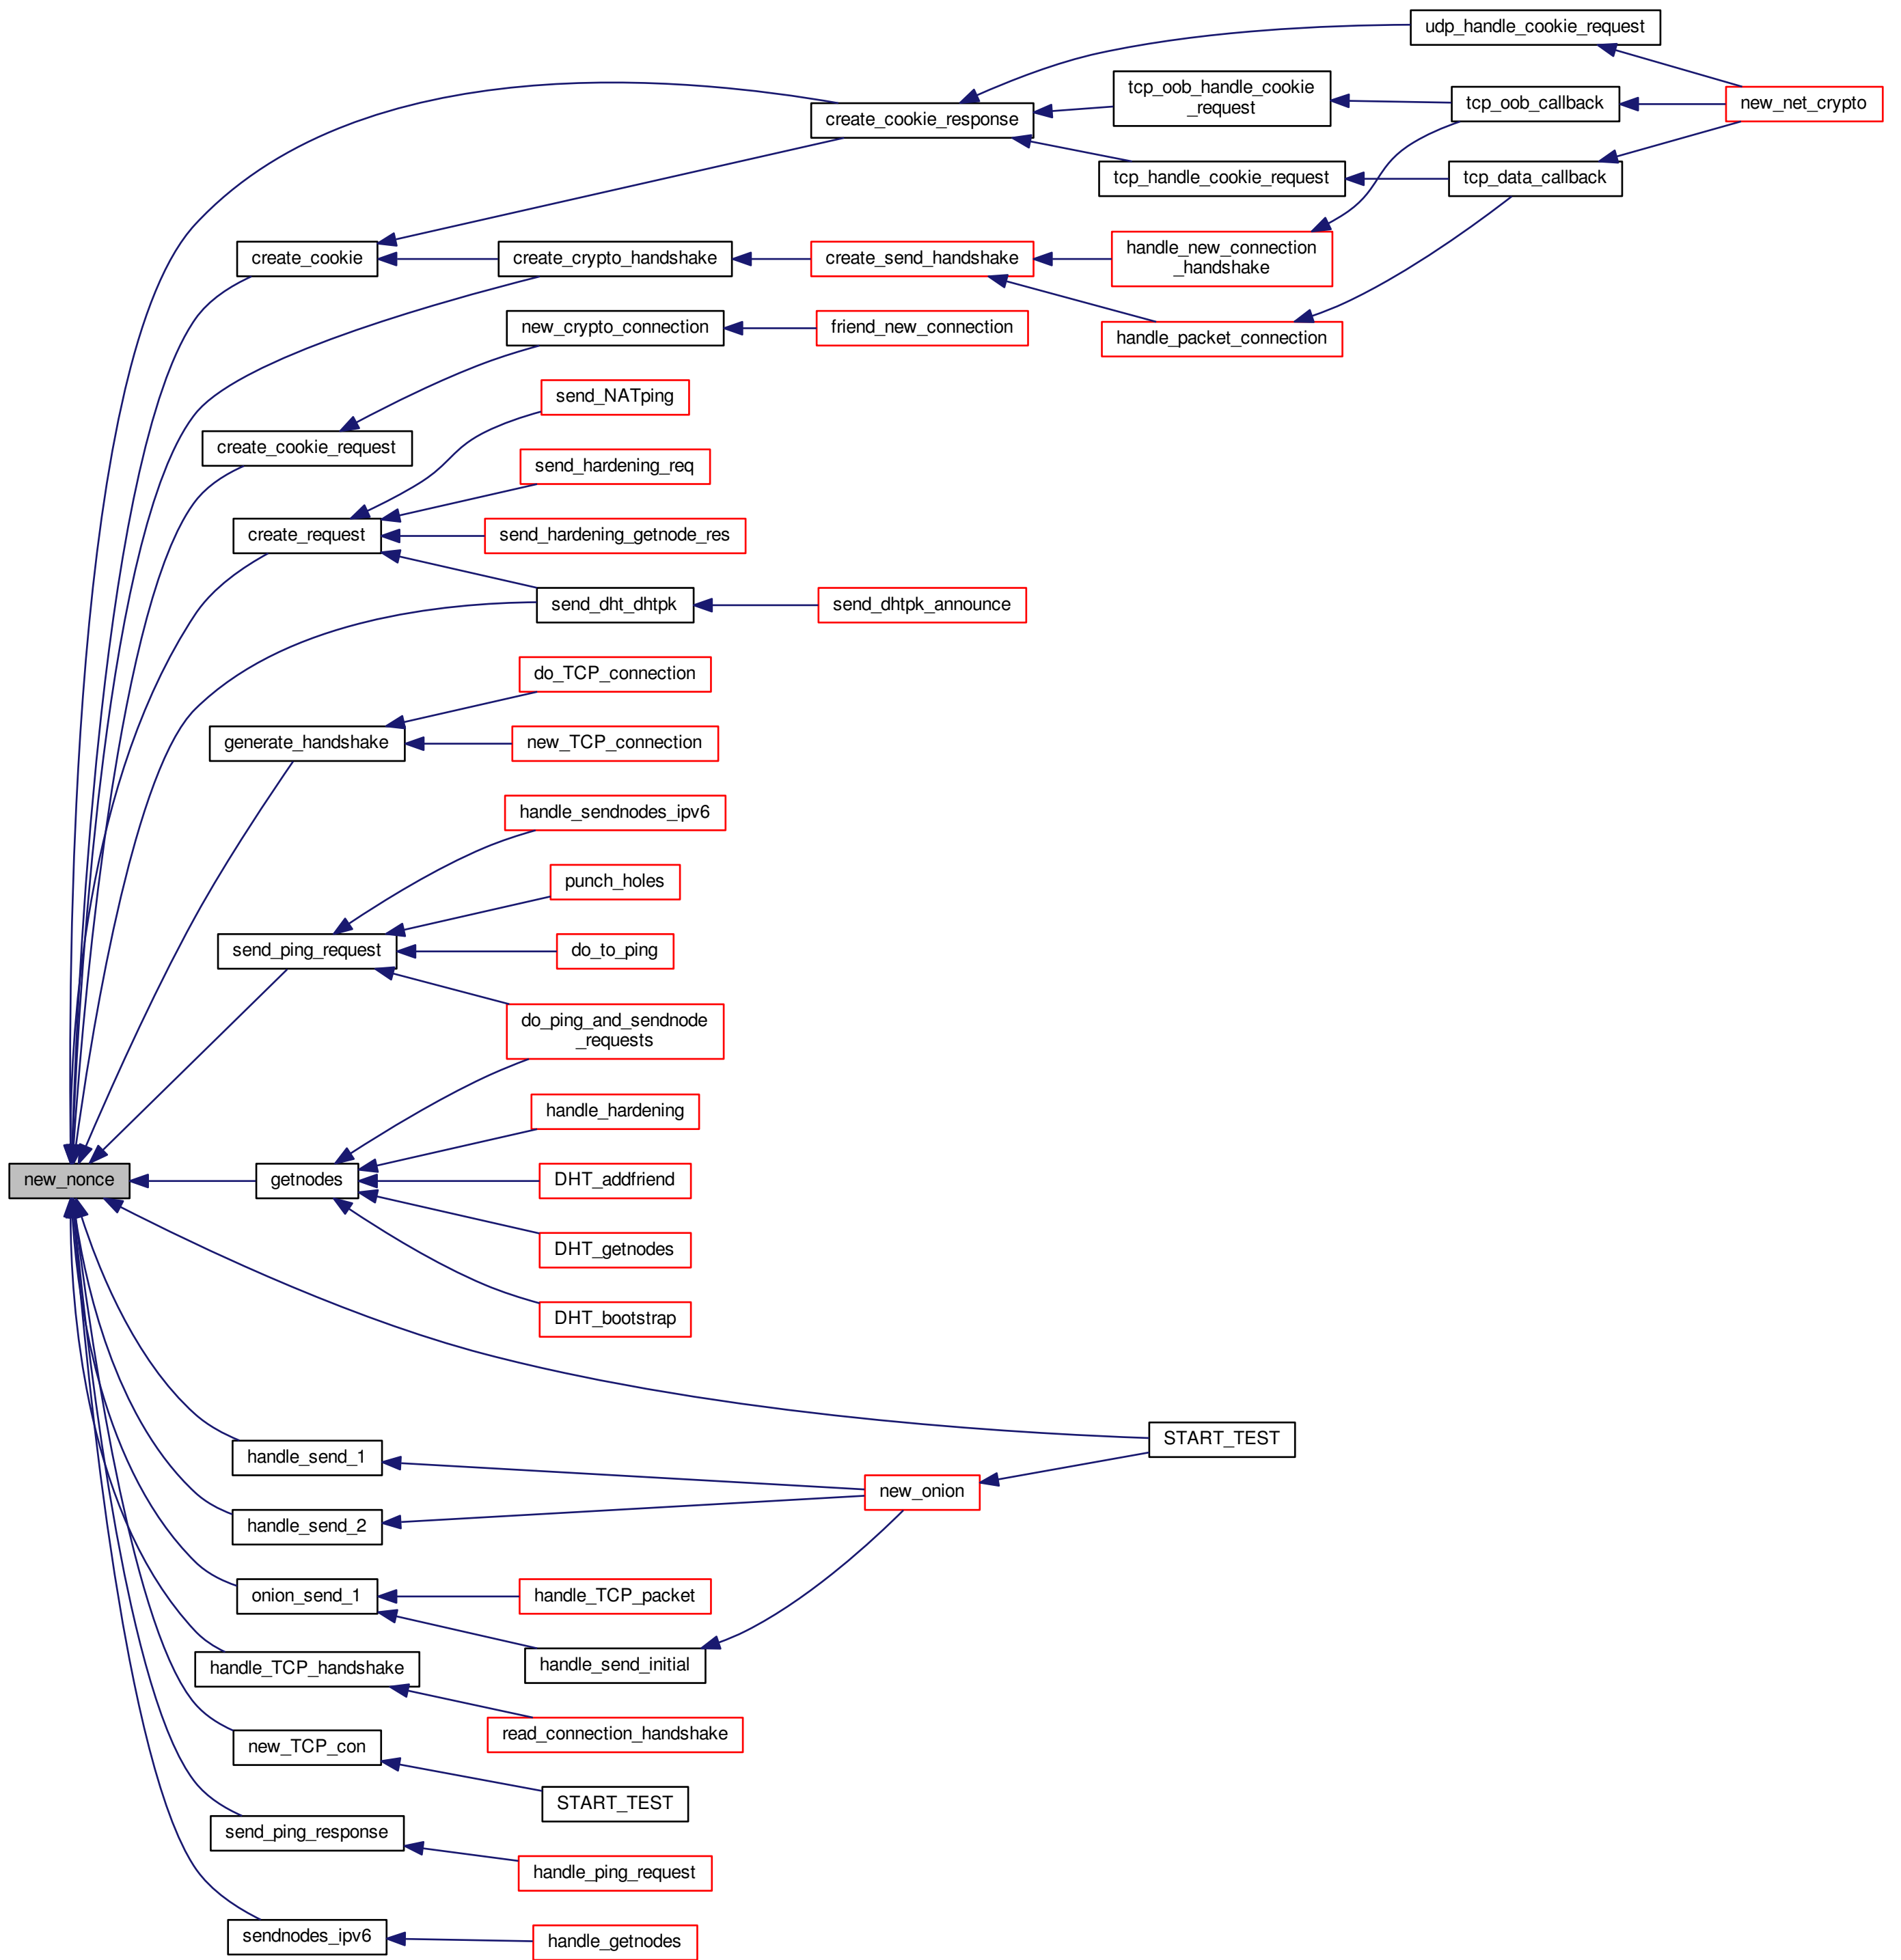 udp_handle_cookie_request
tcp_oob_handle_cookie
_request
tcp_oob_callback
new_net_crypto
create_cookie_response
tcp_handle_cookie_request
tcp_data_callback
create_cookie
create_crypto_handshake
create_send_handshake
handle_new_connection
_handshake
new_crypto_connection
friend_new_connection
handle_packet_connection
send_NATping
create_cookie_request
send_hardening_req
create_request
send_hardening_getnode_res
send_dht_dhtpk
send_dhtpk_announce
do_TCP_connection
generate_handshake
new_TCP_connection
handle_sendnodes_ipv6
punch_holes
send_ping_request
do_to_ping
do_ping_and_sendnode
_requests
handle_hardening
new_nonce
getnodes
DHT_addfriend
DHT_getnodes
DHT_bootstrap
START_TEST
handle_send_1
new_onion
handle_send_2
onion_send_1
handle_TCP_packet
handle_send_initial
handle_TCP_handshake
read_connection_handshake
new_TCP_con
START_TEST
send_ping_response
handle_ping_request
sendnodes_ipv6
handle_getnodes